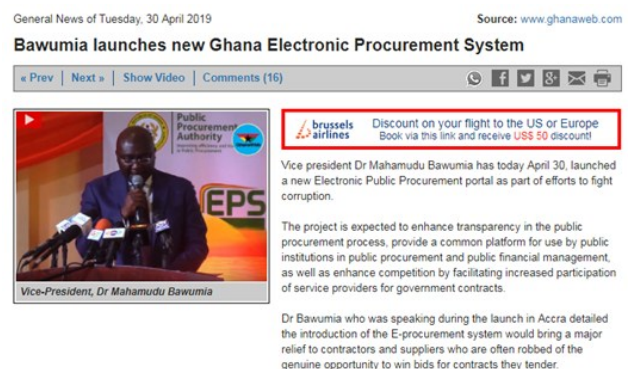 General News of Tuesday, 30 April 2019
Source: www.ghanaweb.com
Bawumia launches new Ghana Electronic Procurement System
« Prev | Next » | Show Video | Comments (16)
Public
Procurement
Authority
EPS
Vice-President, Dr Mahamudu Bawumia
brussels
airlines
Discount on your flight to the US or Europe
Book via this link and receive US$ 50 discount!
Vice president Dr Mahamudu Bawumia has today April 30, launched
a new Electronic Public Procurement portal as part of efforts to fight
corruption.
The project is expected to enhance transparency in the public
procurement process, provide a common platform for use by public
institutions in public procurement and public financial management,
as well as enhance competition by facilitating increased participation
of service providers for government contracts.
Dr Bawumia who was speaking during the launch in Accra detailed
the introduction of the E-procurement system would bring a major
relief to contractors and suppliers who are often robbed of the
genuine opportunity to win bids for contracts they tender.